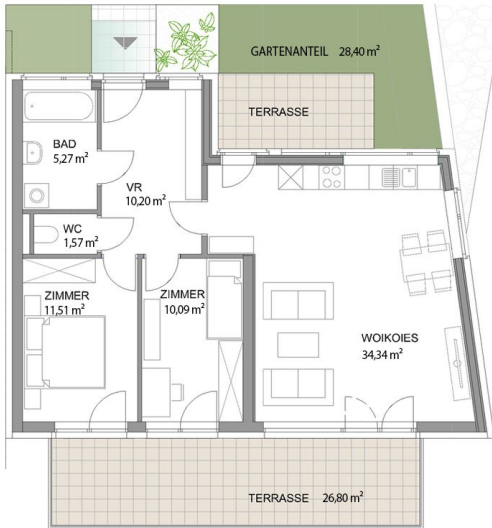 GARTENANTEIL 28,40 m²
TERRASSE
BAD
5,27 m²
VR
10,20 m²
WC
1,57 m²
ZIMMER
11,51 m²
ZIMMER
10,09 m²
WOIKOIES
34,34 m²
TERRASSE 26,80 m²